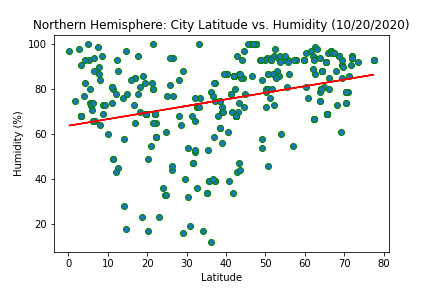 Northern Hemisphere: City Latitude vs. Humidity (10/20/2020)
100
80
60
40
20
Humidity (%)
0 10 20 30 40 50 60 70 80
Latitude